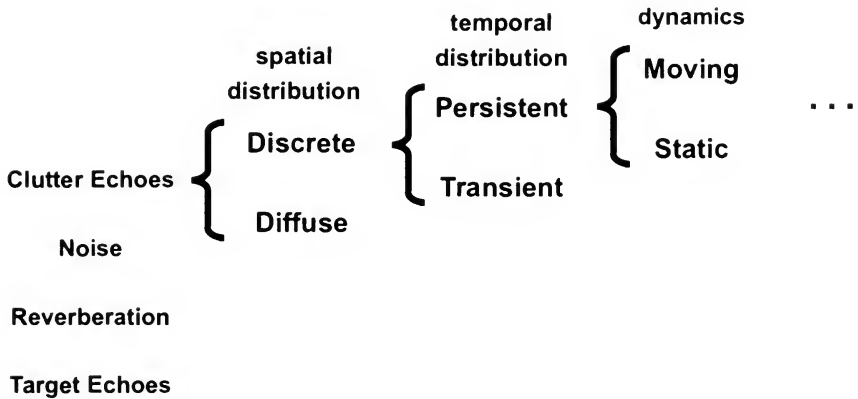 spatial
distribution
temporal
distribution
dynamics
Clutter Echoes
Discrete
Diffuse
Persistent
Transient
Moving
Static
. . .
Noise
Reverberation
Target Echoes